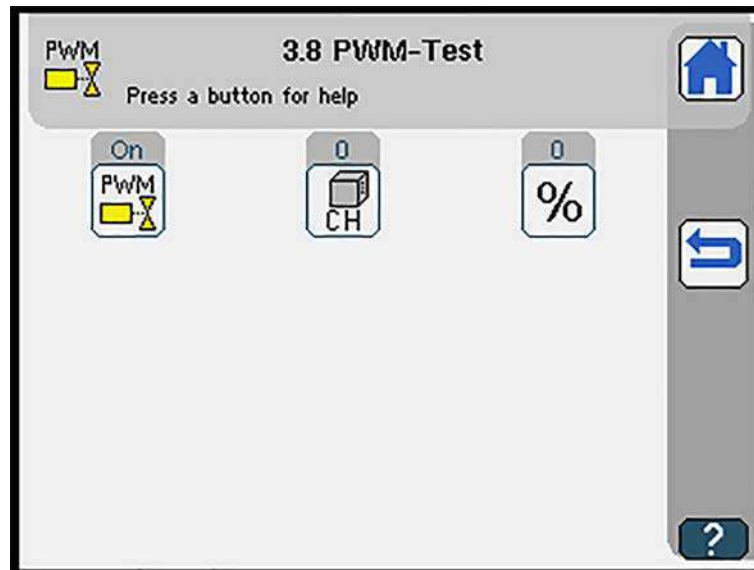 PWM
3.8 PWM-Test
Press a button for help
On
0
0
PWM
CH
%
?